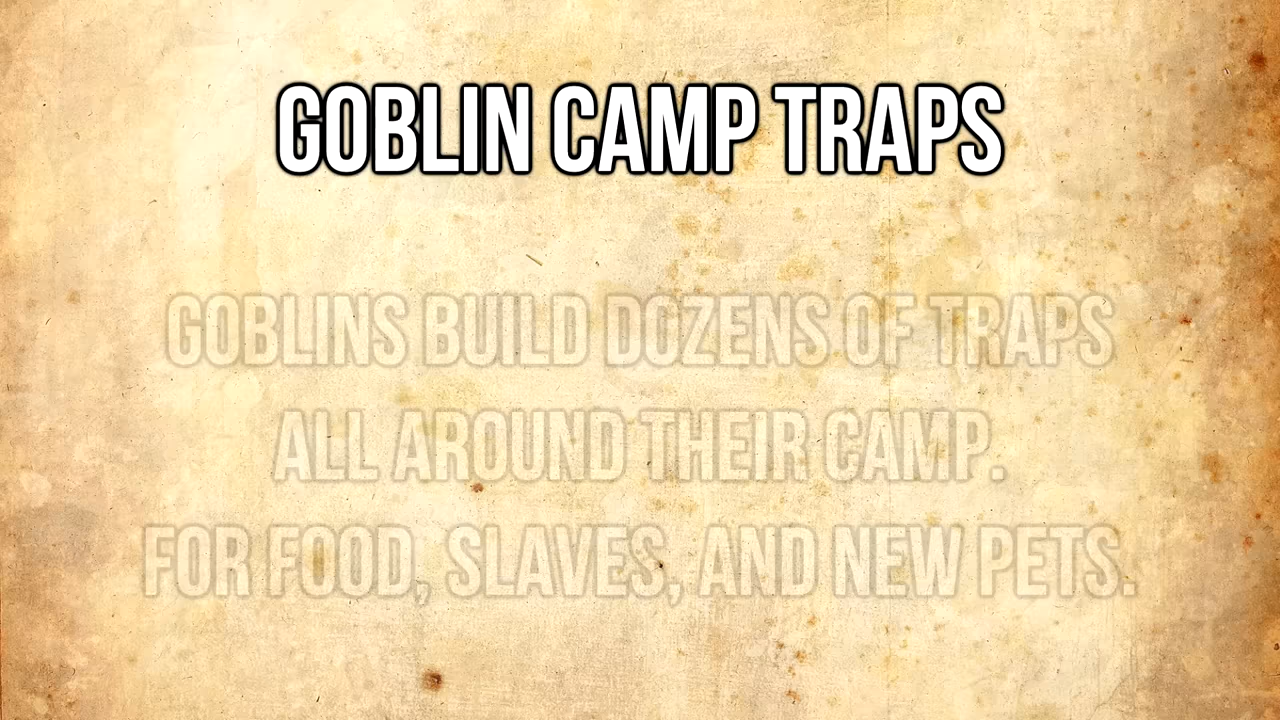 GOBLIN CAMP TRAPS
GOBLINS BUILD DOZENS OF TRAPS
ALL AROUND THEIR CAMP.
FOR FOOD, SLAVES, AND NEW PETS.